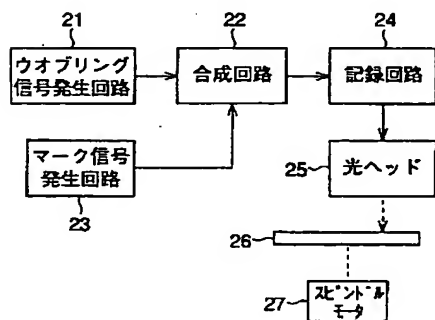 21
ウオブリング
信号発生回路
22
合成回路
24
記録回路
マーク信号
発生回路
23
25
光ヘッド
26
27
スピンドル
モータ